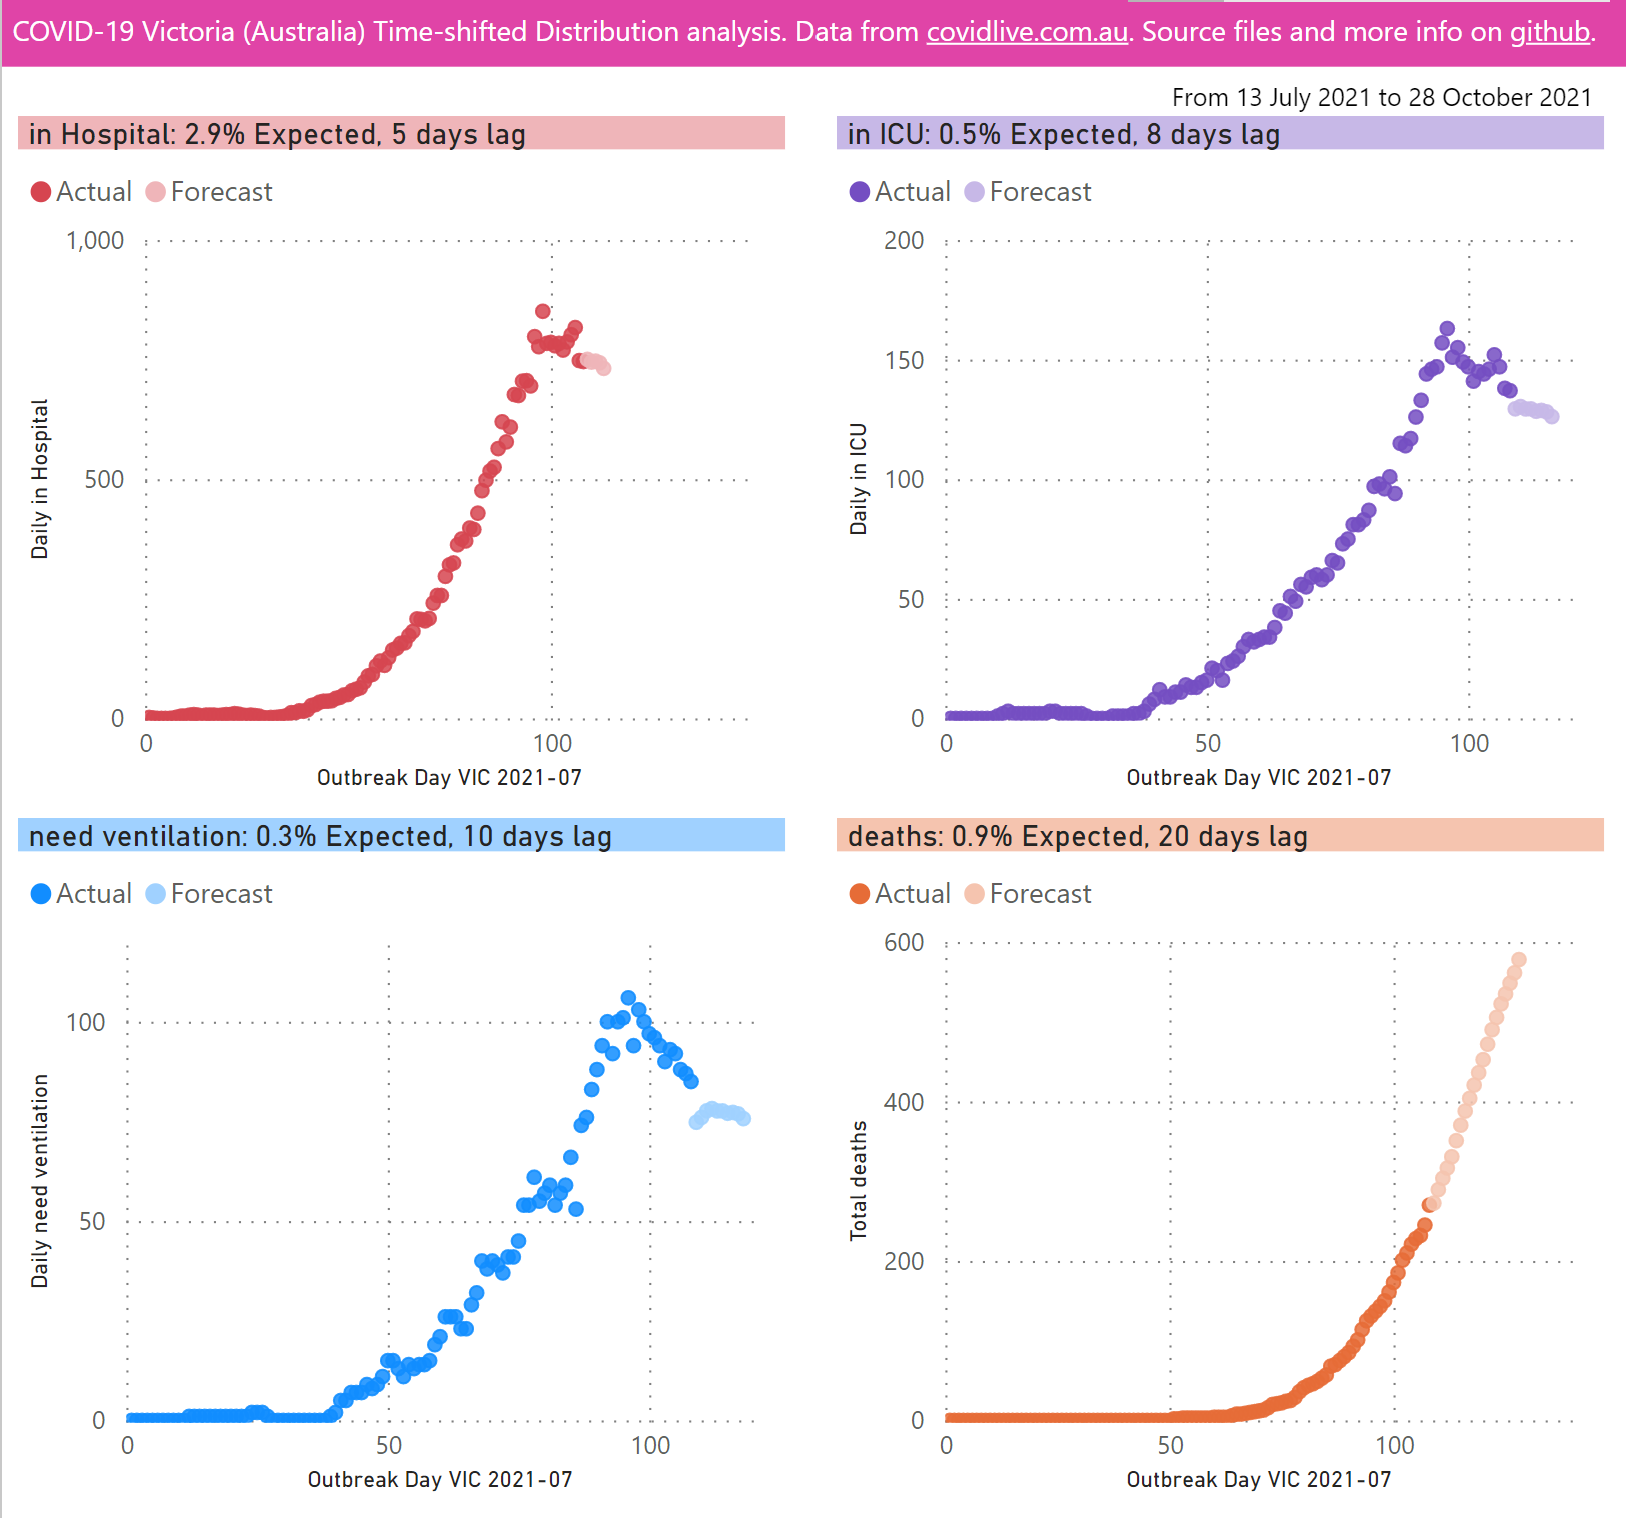 COVID-19 Victoria (Australia) Time-shifted Distribution analysis. Data from covidlive.com.au. Source files and more info on github.
From 13 July 2021 to 28 October 2021
in Hospital: 2.9% Expected, 5 days lag
Actual Forecast
1,000
500
0
Daily in Hospital
0 100
Outbreak Day VIC 2021-07
in ICU: 0.5% Expected, 8 days lag
Actual Forecast
200
150
100
50
0
Daily in ICU
0 50 100
Outbreak Day VIC 2021-07
need ventilation: 0.3% Expected, 10 days lag
Actual Forecast
100
50
0
Daily need ventilation
0 50 100
Outbreak Day VIC 2021-07
deaths: 0.9% Expected, 20 days lag
Actual Forecast
600
400
200
0
Total deaths
0 50 100
Outbreak Day VIC 2021-07